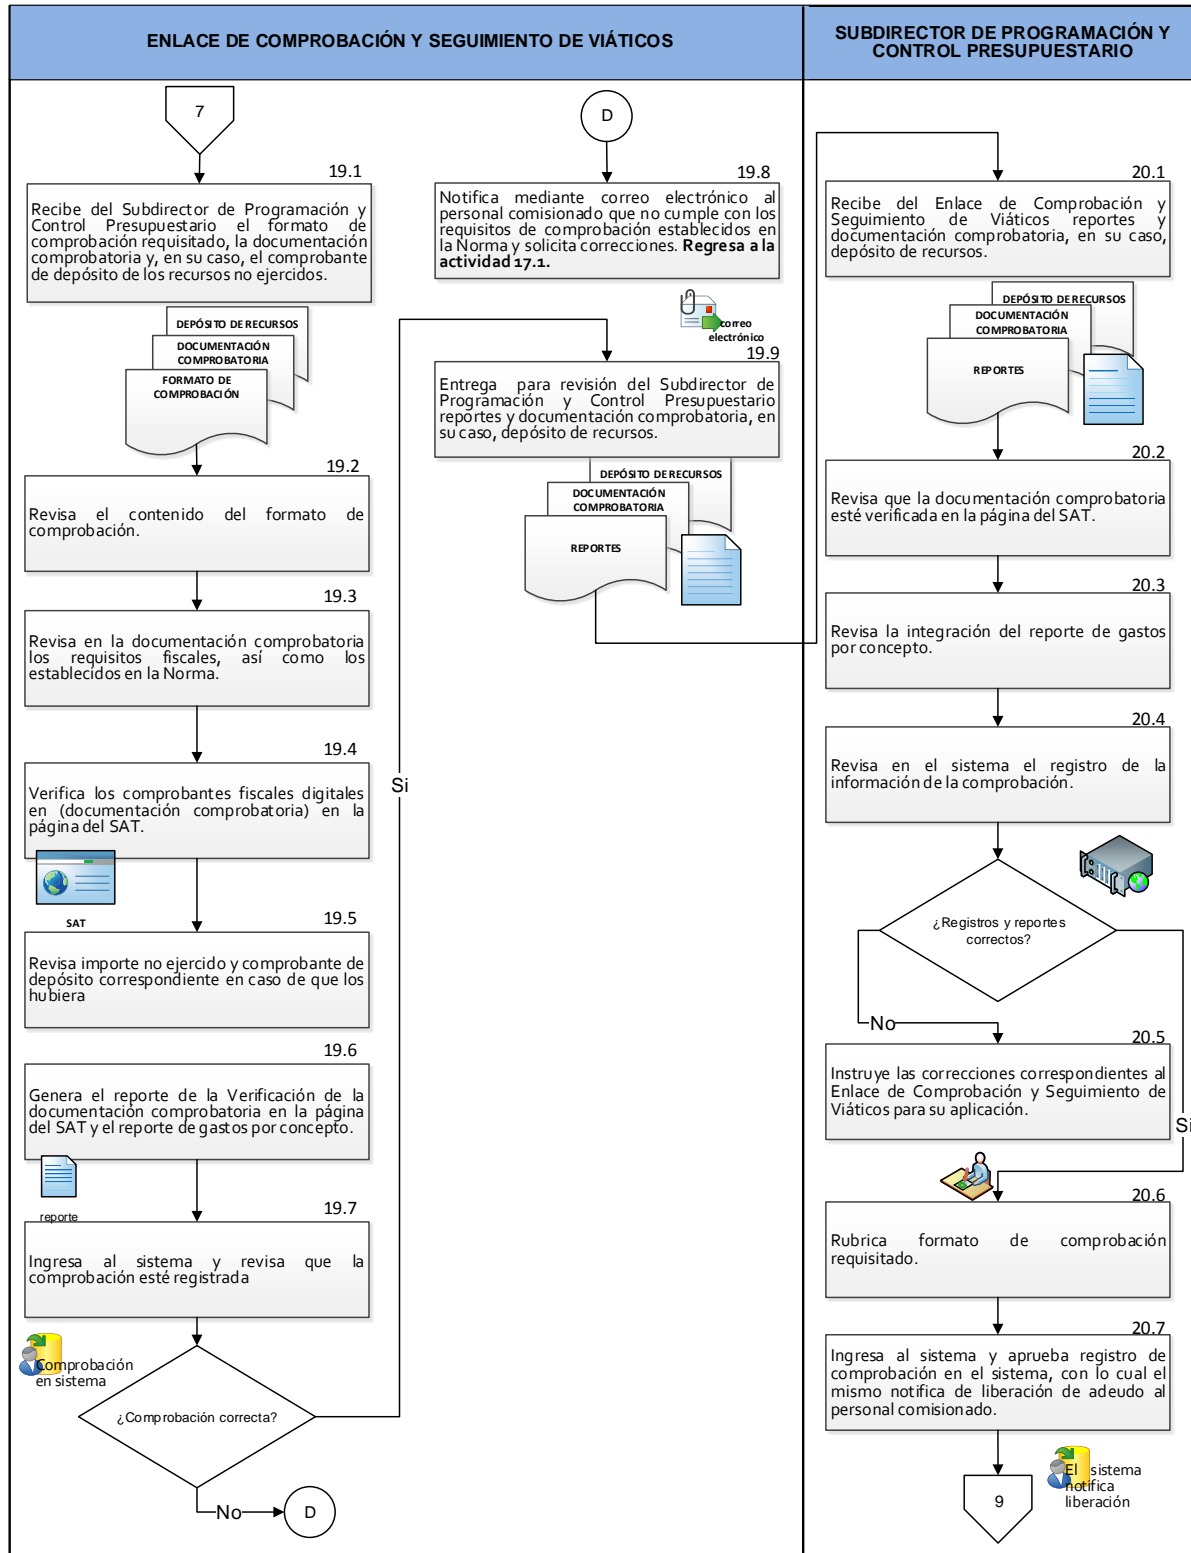 ENLACE DE COMPROBACIÓN Y SEGUIMIENTO DE VIÁTICOS
SUBDIRECTOR DE PROGRAMACIÓN Y
CONTROL PRESUPUESTARIO
7
19.1
Recibe del Subdirector de Programación y
Control Presupuestario el formato de
comprobación requisitado, la documentación
comprobatoria y, en su caso, el comprobante
de depósito de los recursos no ejercidos.
DEPÓSITO DE RECURSOS
DOCUMENTACIÓN
COMPROBATORIA
FORMATO DE
COMPROBACIÓN
19.2
Revisa el contenido del formato de
comprobación.
19.3
Revisa en la documentación comprobatoria
los requisitos fiscales, así como los
establecidos en la Norma.
19.4
Verifica los comprobantes fiscales digitales
en (documentación comprobatoria) en la
página del SAT.
SAT
19.5
Revisa importe no ejercido y comprobante de
depósito correspondiente en caso de que los
hubiera
19.6
Genera el reporte de la Verificación de la
documentación comprobatoria en la página
del SAT y el reporte de gastos por concepto.
reporte
19.7
Ingresa al sistema y revisa que la
comprobación esté registrada
Comprobación
en sistema
¿Comprobación correcta?
No
D
Si
D
19.8
Notifica mediante correo electrónico al
personal comisionado que no cumple con los
requisitos de comprobación establecidos en
la Norma y solicita correcciones. Regresa a la
actividad 17.1.
correo
electrónico
19.9
Entrega para revisión del Subdirector de
Programación y Control Presupuestario
reportes y documentación comprobatoria, en
su caso, depósito de recursos.
DEPÓSITO DE RECURSOS
DOCUMENTACIÓN
COMPROBATORIA
REPORTES
20.1
Recibe del Enlace de Comprobación y
Seguimiento de Viáticos reportes y
documentación comprobatoria, en su caso,
depósito de recursos.
DEPÓSITO DE RECURSOS
DOCUMENTACIÓN
COMPROBATORIA
REPORTES
20.2
Revisa que la documentación comprobatoria
esté verificada en la página del SAT.
20.3
Revisa la integración del reporte de gastos
por concepto.
20.4
Revisa en el sistema el registro de la
información de la comprobación.
¿Registros y reportes
correctos?
No
20.5
Instruye las correcciones correspondientes al
Enlace de Comprobación y Seguimiento de
Viáticos para su aplicación.
Si
20.6
Rubrica formato de comprobación
requisitado.
20.7
Ingresa al sistema y aprueba registro de
comprobación en el sistema, con lo cual el
mismo notifica de liberación de adeudo al
personal comisionado.
El sistema
notifica
liberación
9